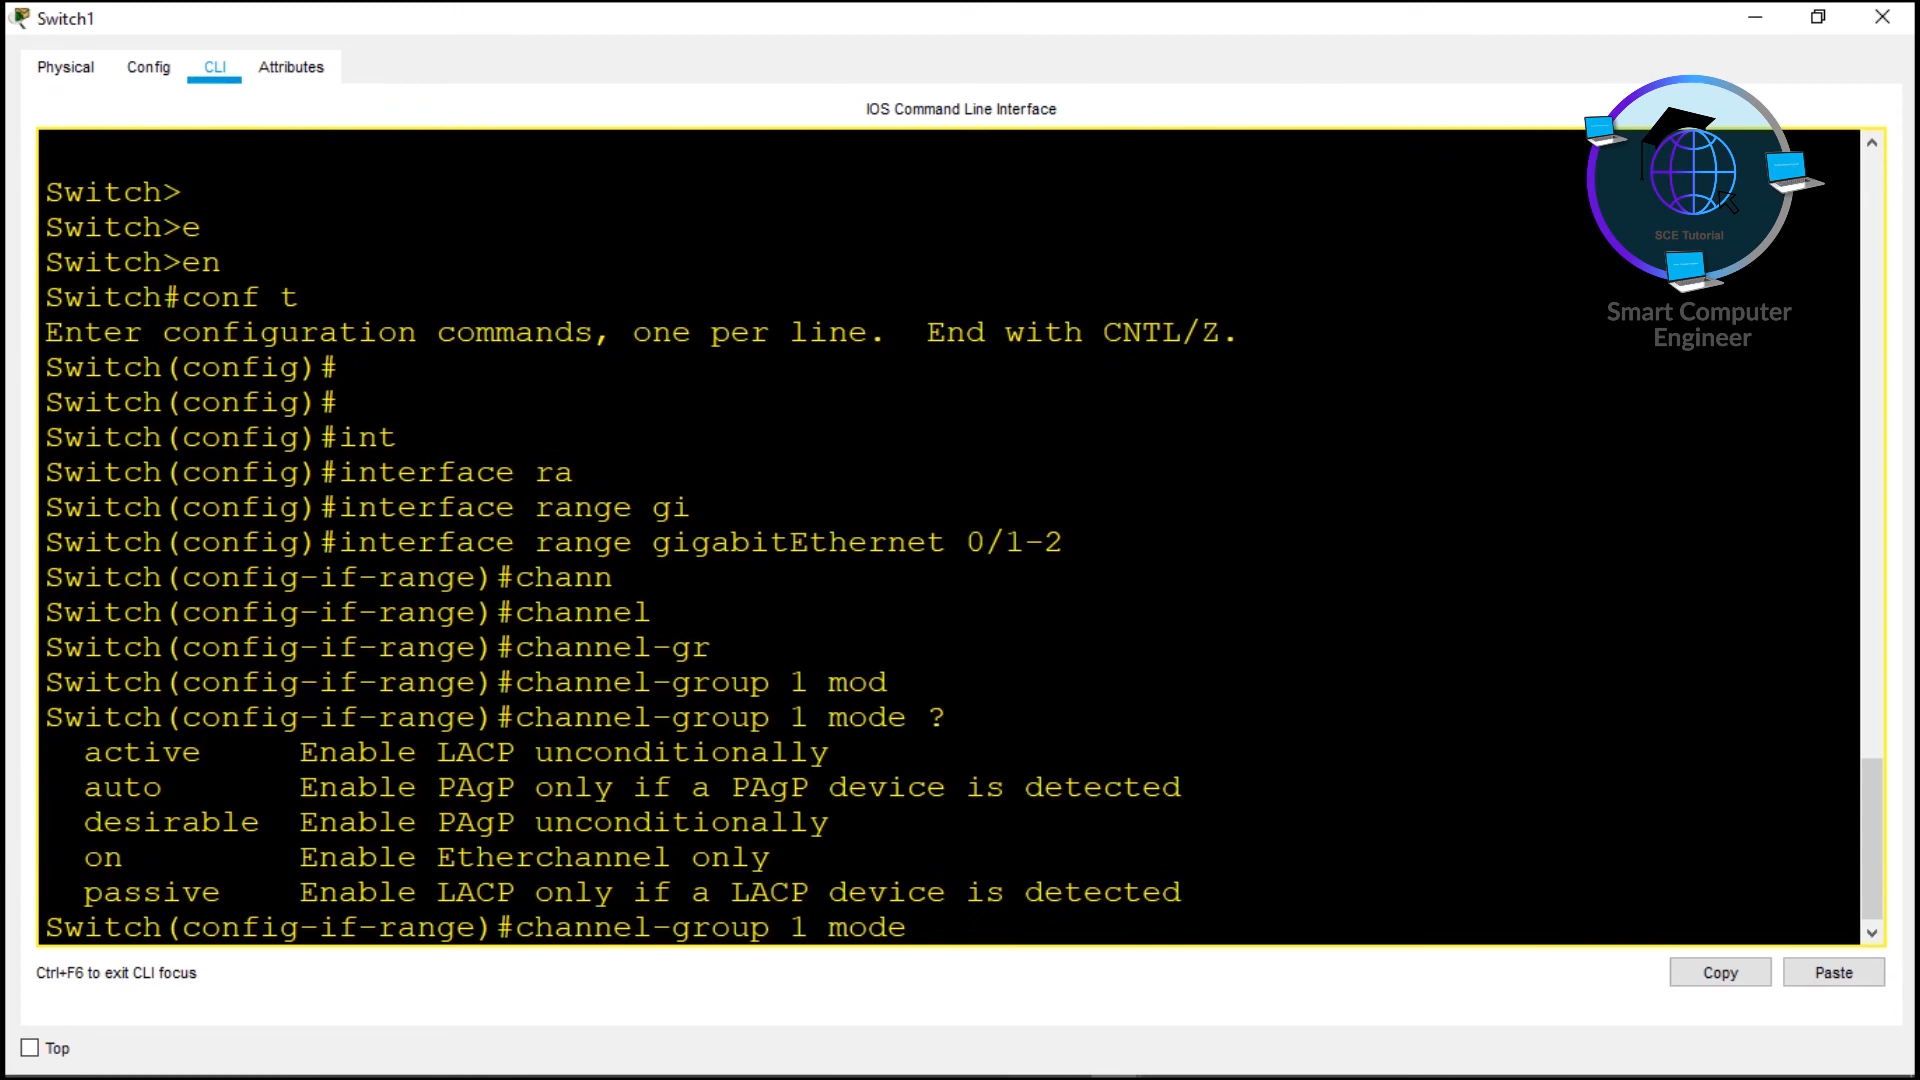 Switch1
Physical Config CLI Attributes
IOS Command Line Interface
Switch>
Switch>e
Switch>en
Switch#conf t
Enter configuration commands, one per line.  End with CNTL/Z.
Switch(config)#
Switch(config)#
Switch(config)#int
Switch(config)#interface ra
Switch(config)#interface range gi
Switch(config)#interface range gigabitEthernet 0/1-2
Switch(config-if-range)#chann
Switch(config-if-range)#channel
Switch(config-if-range)#channel-gr
Switch(config-if-range)#channel-group 1 mod
Switch(config-if-range)#channel-group 1 mode ?
  active     Enable LACP unconditionally
  auto       Enable PAgP only if a PAgP device is detected
  desirable  Enable PAgP unconditionally
  on         Enable Etherchannel only
  passive    Enable LACP only if a LACP device is detected
Switch(config-if-range)#channel-group 1 mode
SCE Tutorial
Smart Computer
Engineer
Ctrl+F6 to exit CLI focus
Copy Paste
Top